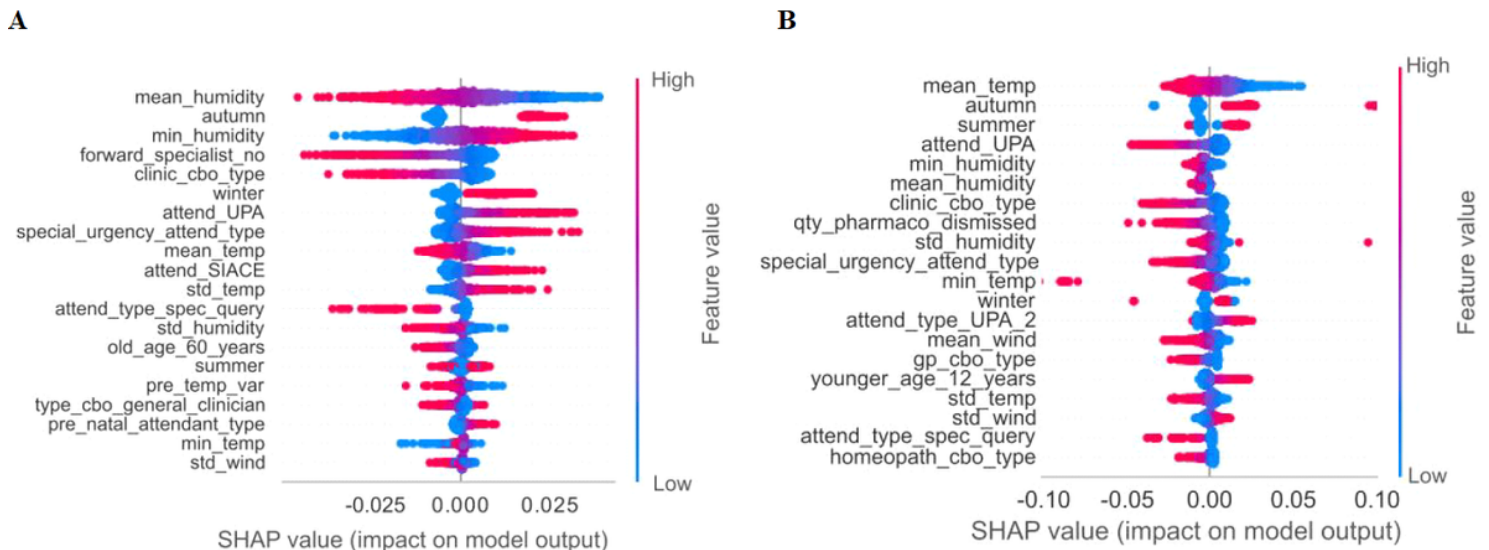 A
High
mean_humidity
autumn
min_humidity
forward_specialist_no
clinic_cbo_type
winter
attend_UPA
special_urgency_attend_type
mean_temp
attend_SIACE
std_temp
attend_type_spec_query
std_humidity
old_age_60_years
summer
pre_temp_var
type_cbo_general_clinician
pre_natal_attendant_type
min_temp
std_wind
Feature value
Low
-0.025 0.000 0.025
SHAP value (impact on model output)
B
High
mean_temp
autumn
summer
attend_UPA
min_humidity
mean_humidity
clinic_cbo_type
qty_pharmaco_dismissed
std_humidity
special_urgency_attend_type
min_temp
winter
attend_type_UPA_2
mean_wind
gp_cbo_type
younger_age_12_years
std_temp
std_wind
attend_type_spec_query
homeopath_cbo_type
Feature value
Low
-0.10 -0.05 0.00 0.05 0.10
SHAP value (impact on model output)